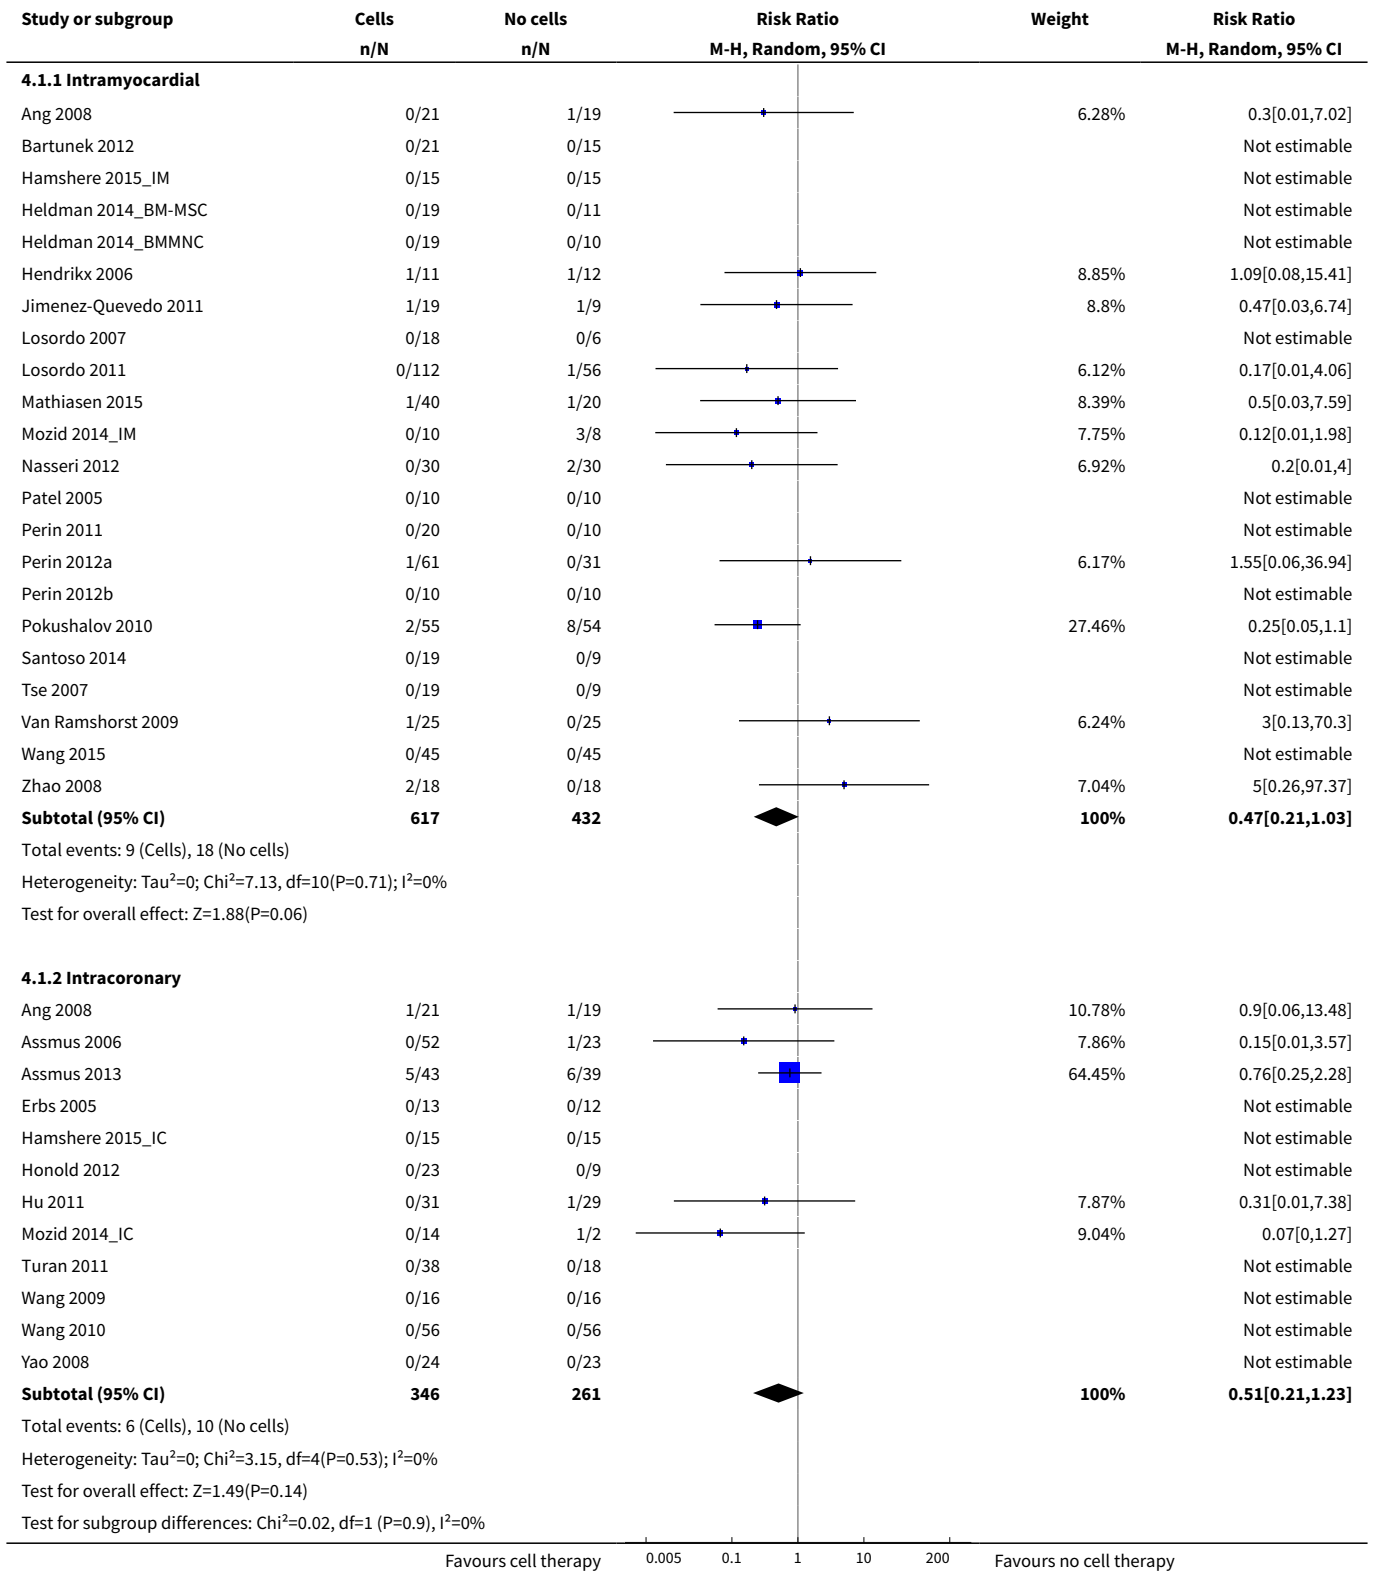 Study or subgroup Cells No cells Risk Ratio Weight Risk Ratio
n/N n/N M-H, Random, 95% CI M-H, Random, 95% CI
4.1.1 Intramyocardial
Ang 2008 0/21 1/19 6.28% 0.3[0.01,7.02]
Bartunek 2012 0/21 0/15 Not estimable
Hamshere 2015_IM 0/15 0/15 Not estimable
Heldman 2014_BM-MSC 0/19 0/11 Not estimable
Heldman 2014_BMMNC 0/19 0/10 Not estimable
Hendrikx 2006 1/11 1/12 8.85% 1.09[0.08,15.41]
Jimenez-Quevedo 2011 1/19 1/9 8.8% 0.47[0.03,6.74]
Losordo 2007 0/18 0/6 Not estimable
Losordo 2011 0/112 1/56 6.12% 0.17[0.01,4.06]
Mathiasen 2015 1/40 1/20 8.39% 0.5[0.03,7.59]
Mozid 2014_IM 0/10 3/8 7.75% 0.12[0.01,1.98]
Nasseri 2012 0/30 2/30 6.92% 0.2[0.01,4]
Patel 2005 0/10 0/10 Not estimable
Perin 2011 0/20 0/10 Not estimable
Perin 2012a 1/61 0/31 6.17% 1.55[0.06,36.94]
Perin 2012b 0/10 0/10 Not estimable
Pokushalov 2010 2/55 8/54 27.46% 0.25[0.05,1.1]
Santoso 2014 0/19 0/9 Not estimable
Tse 2007 0/19 0/9 Not estimable
Van Ramshorst 2009 1/25 0/25 6.24% 3[0.13,70.3]
Wang 2015 0/45 0/45 Not estimable
Zhao 2008 2/18 0/18 7.04% 5[0.26,97.37]
Subtotal (95% CI) 617 432 100% 0.47[0.21,1.03]
Total events: 9 (Cells), 18 (No cells)
Heterogeneity: Tau²=0; Chi²=7.13, df=10(P=0.71); I²=0%
Test for overall effect: Z=1.88(P=0.06)
4.1.2 Intracoronary
Ang 2008 1/21 1/19 10.78% 0.9[0.06,13.48]
Assmus 2006 0/52 1/23 7.86% 0.15[0.01,3.57]
Assmus 2013 5/43 6/39 64.45% 0.76[0.25,2.28]
Erbs 2005 0/13 0/12 Not estimable
Hamshere 2015_IC 0/15 0/15 Not estimable
Honold 2012 0/23 0/9 Not estimable
Hu 2011 0/31 1/29 7.87% 0.31[0.01,7.38]
Mozid 2014_IC 0/14 1/2 9.04% 0.07[0,1.27]
Turan 2011 0/38 0/18 Not estimable
Wang 2009 0/16 0/16 Not estimable
Wang 2010 0/56 0/56 Not estimable
Yao 2008 0/24 0/23 Not estimable
Subtotal (95% CI) 346 261 100% 0.51[0.21,1.23]
Total events: 6 (Cells), 10 (No cells)
Heterogeneity: Tau²=0; Chi²=3.15, df=4(P=0.53); I²=0%
Test for overall effect: Z=1.49(P=0.14)
Test for subgroup differences: Chi²=0.02, df=1 (P=0.9), I²=0%
Favours cell therapy 0.005 0.1 1 10 200 Favours no cell therapy